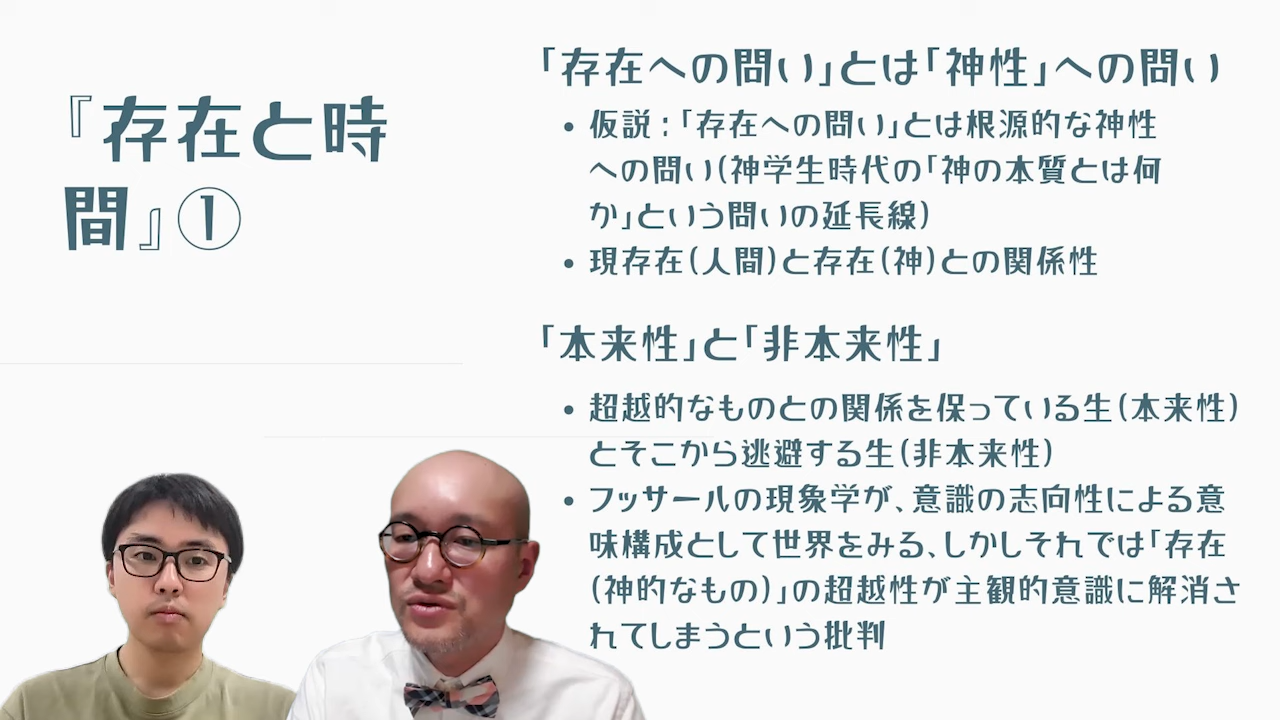 『存在と時
間』①
「存在への問い」とは「神性」への問い
• 仮説：「存在への問い」とは根源的な神性
への問い(神学生時代の「神の本質とは何
か」という問いの延長線)
• 現存在(人間)と存在(神)との関係性
「本来性」と「非本来性」
• 超越的なものとの関係を保っている生(本来性)
とそこから逃避する生(非本来性)
• フッサールの現象学が、意識の志向性による意
味構成として世界をみる、しかしそれでは「存在
(神的なもの)」の超越性が主観的意識に解消さ
れてしまうという批判